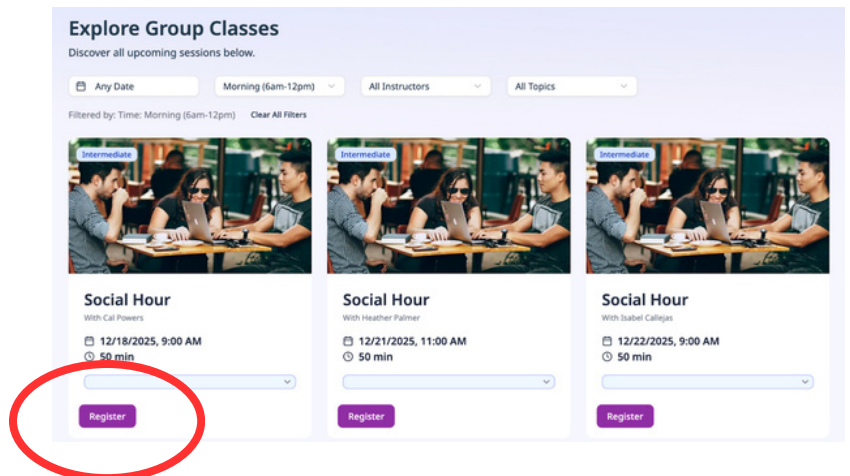 Explore Group Classes
Discover all upcoming sessions below.
Any Date
Morning (6am-12pm)
All Instructors
All Topics
Filtered by: Time: Morning (6am-12pm) Clear All Filters
Intermediate
Social Hour
With Cal Powers
12/18/2025, 9:00 AM
50 min
Register
Intermediate
Social Hour
With Heather Palmer
12/21/2025, 11:00 AM
50 min
Register
Intermediate
Social Hour
With Isabel Callejas
12/22/2025, 9:00 AM
50 min
Register